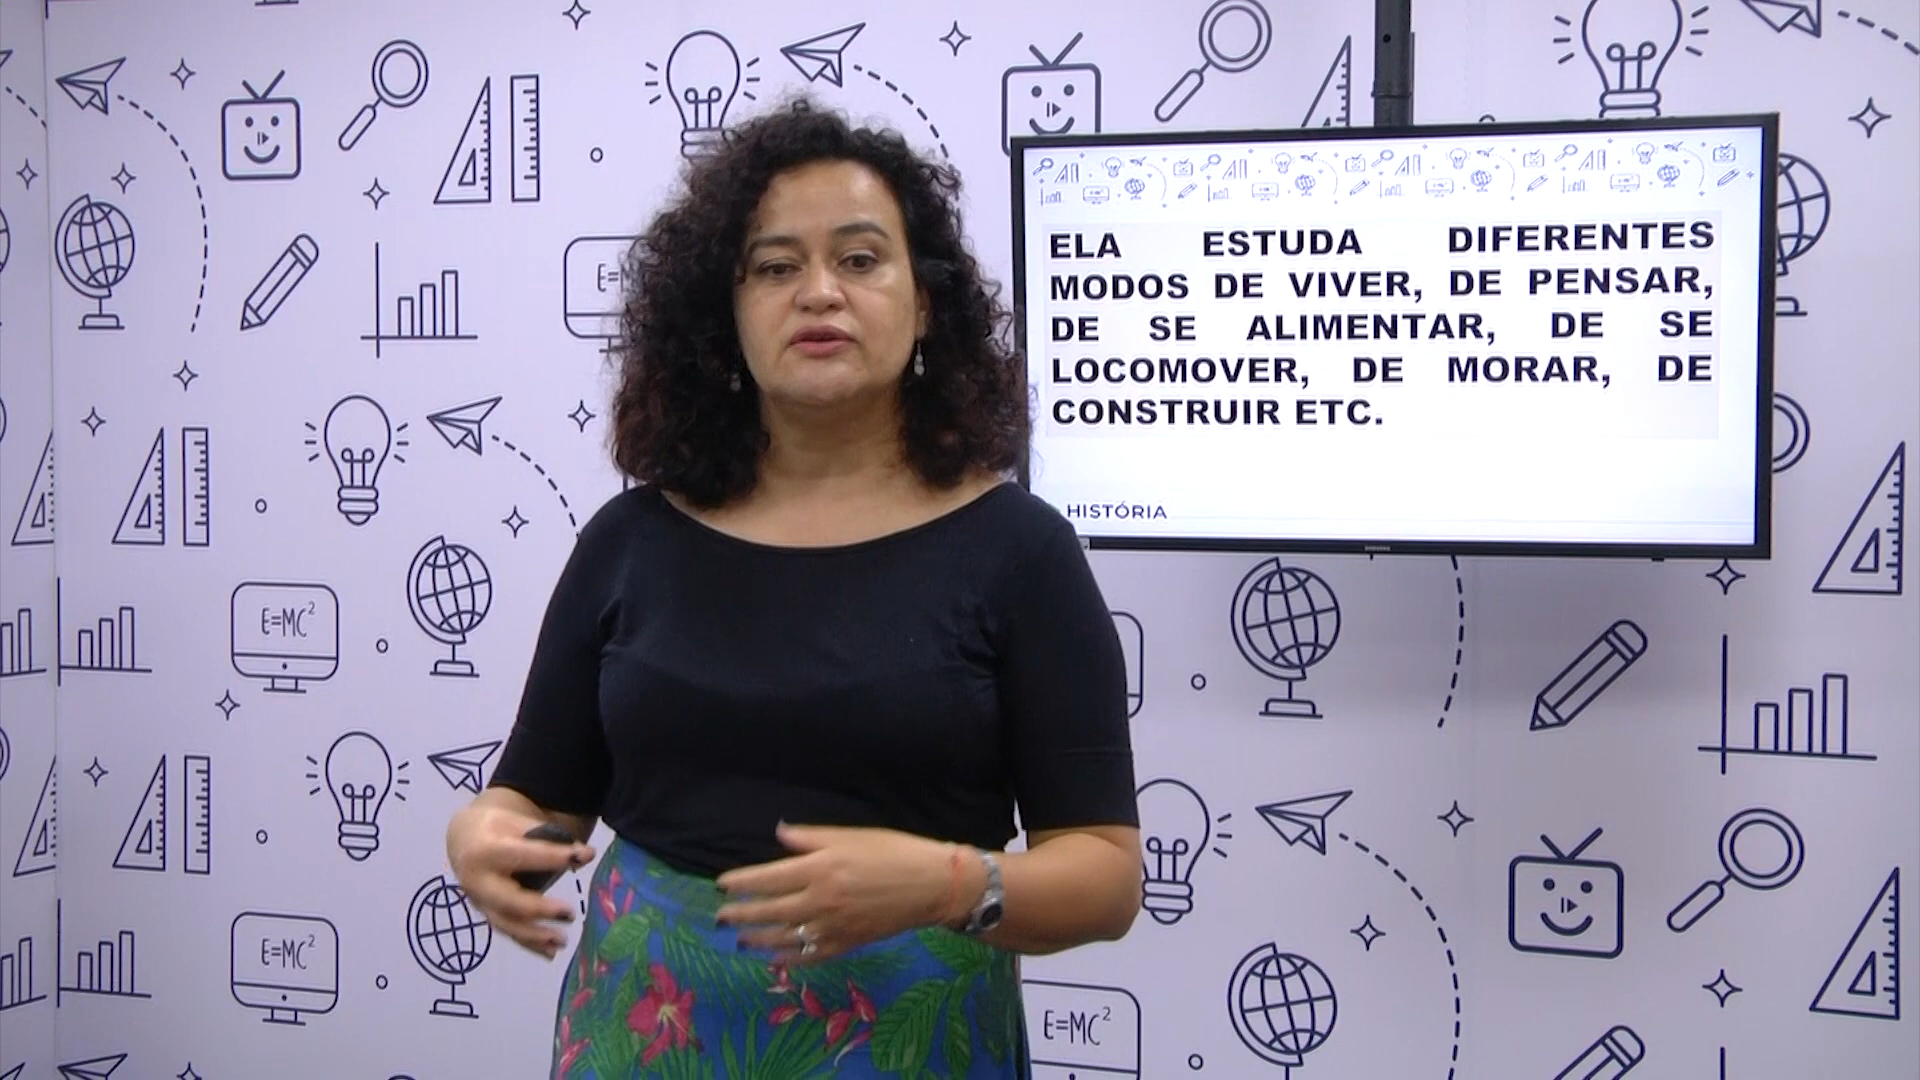 ELA ESTUDA DIFERENTES
MODOS DE VIVER, DE PENSAR,
DE SE ALIMENTAR, DE SE
LOCOMOVER, DE MORAR, DE
CONSTRUIR ETC.
HISTÓRIA
E=MC²
E=MC²
E=MC²